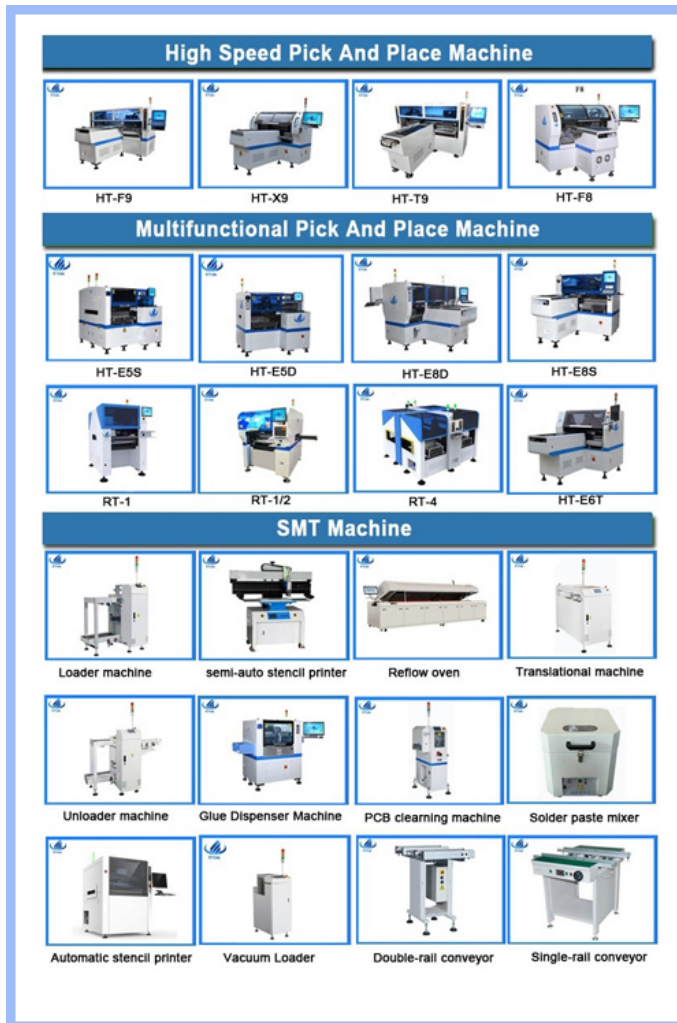 High Speed Pick And Place Machine
F8
HT-F9
HT-X9
HT-T9
HT-F8
Multifunctional Pick And Place Machine
HT-E5S
HT-E5D
HT-E8D
HT-E8S
RT-1
RT-1/2
RT-4
HT-E6T
SMT Machine
Loader machine
semi-auto stencil printer
Reflow oven
Translational machine
Unloader machine
Glue Dispenser Machine
PCB clearning machine
Solder paste mixer
Automatic stencil printer
Vacuum Loader
Double-rail conveyor
Single-rail conveyor